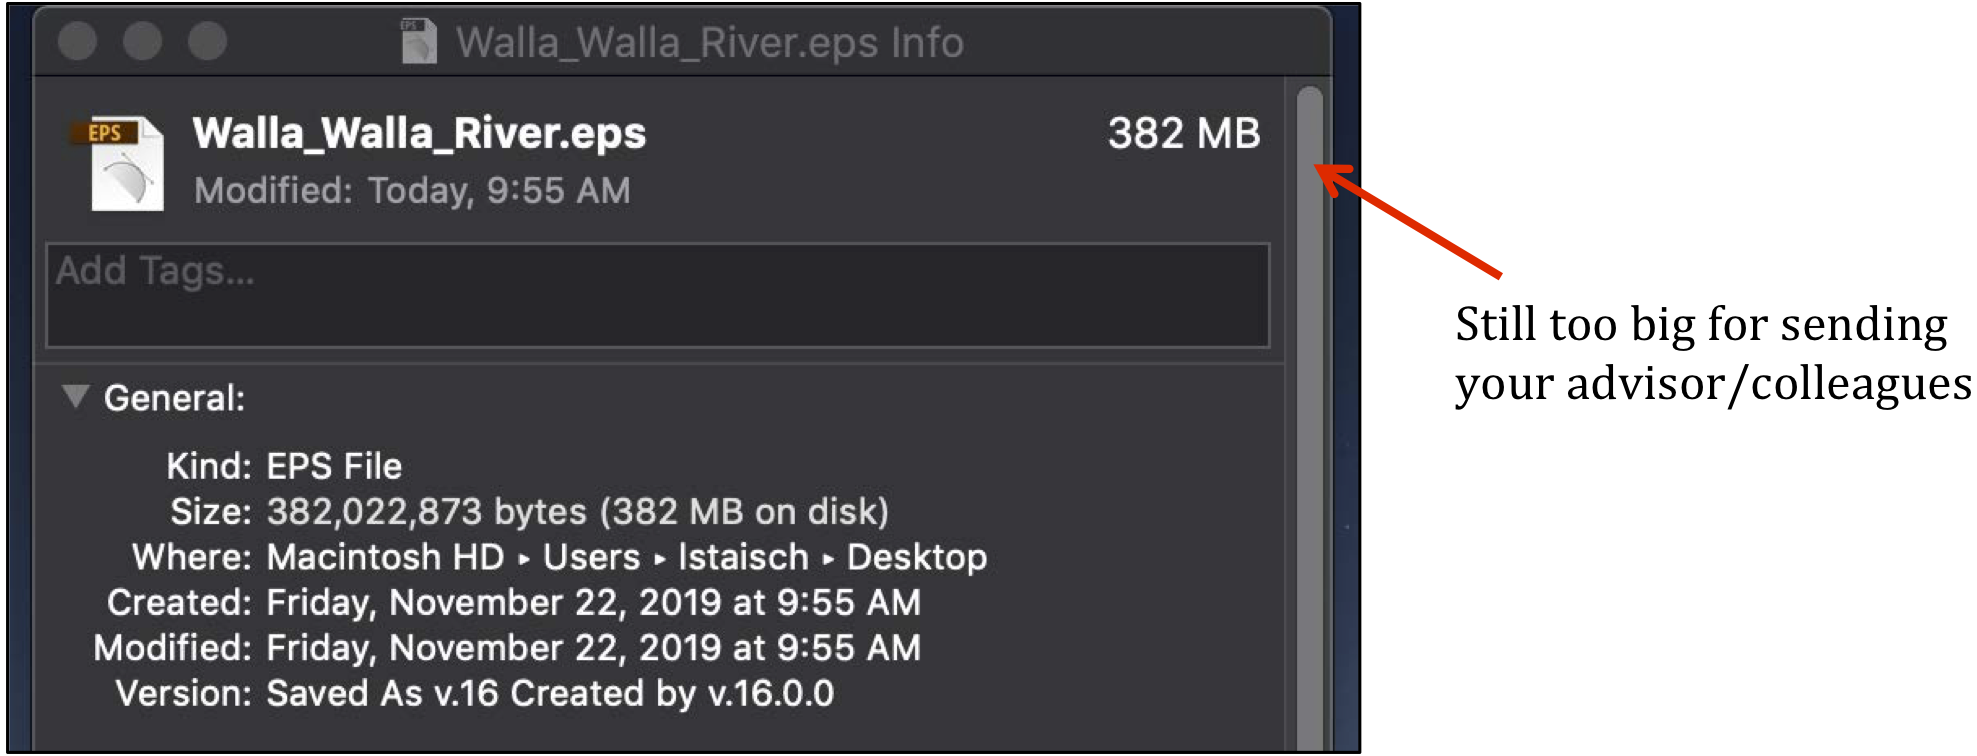 EPS Walla_Walla_River.eps Info
EPS Walla_Walla_River.eps 382 MB
Modified: Today, 9:55 AM
Add Tags...
▼ General:
Kind: EPS File
Size: 382,022,873 bytes (382 MB on disk)
Where: Macintosh HD ▸ Users ▸ lstaisch ▸ Desktop
Created: Friday, November 22, 2019 at 9:55 AM
Modified: Friday, November 22, 2019 at 9:55 AM
Version: Saved As v.16 Created by v.16.0.0
Still too big for sending
your advisor/colleagues